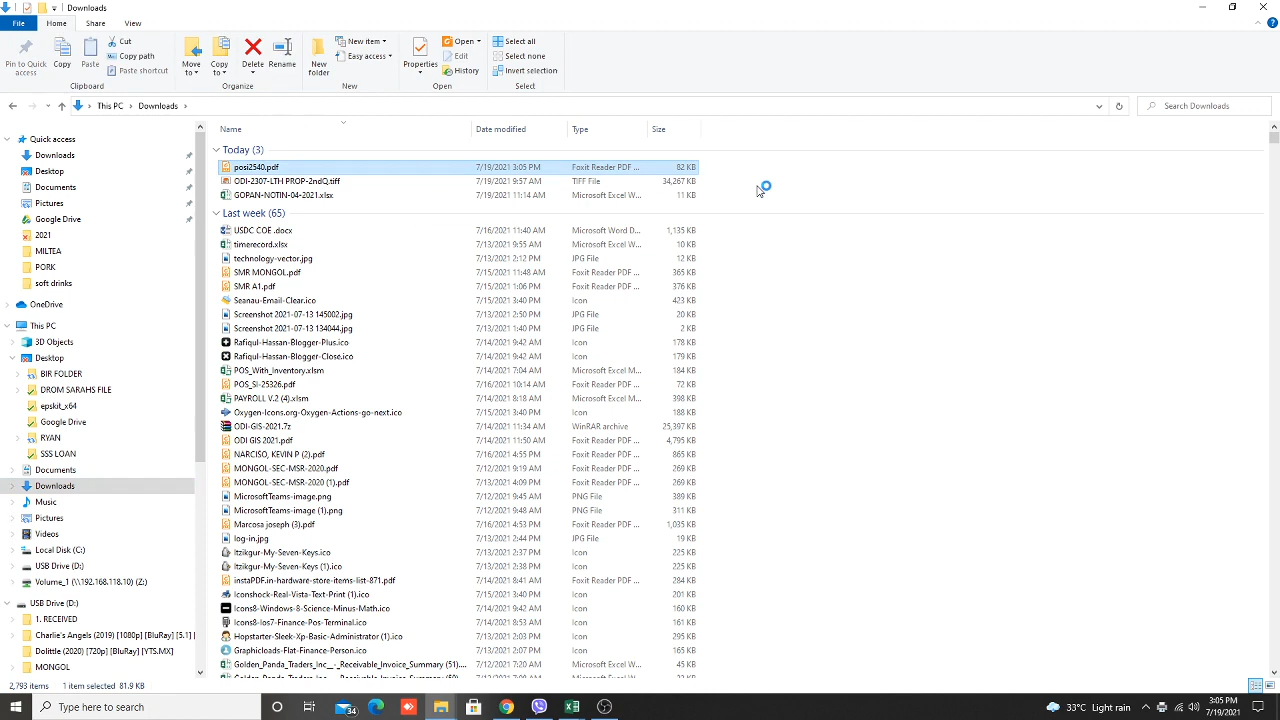 Downloads
File Home Share View
Pin to Quick access
Copy
Paste
Cut
Copy path
Paste shortcut
Clipboard
Move to
Copy to
Delete
Rename
Organize
New folder
New item
Easy access
New
Properties
Open
Edit
History
Open
Select all
Select none
Invert selection
Select
This PC Downloads
Search Downloads
Quick access
Downloads
Desktop
Documents
Pictures
Google Drive
2021
MILTEA
PORK
soft drinks
OneDrive
This PC
3D Objects
Desktop
BIR FOLDER
DROM SARAHS FILE
epskit_x64
Google Drive
RYAN
SSS LOAN
Documents
Downloads
Music
Pictures
Videos
Local Disk (C:)
USB Drive (D:)
Volume_1 (\\192.168.118.10) (Z:)
USB Drive (D:)
1. RECEIVED
Charlie's Angels (2019) [1080p] [BluRay] [5.1]
Dolittle (2020) [720p] [BluRay] [YTS.MX]
MONGOL
Name Date modified Type Size
Today (3)
posi2540.pdf 7/19/2021 3:05 PM Foxit Reader PDF ... 82 KB
ODI-2307-LTH PROP-2ndQ.tiff 7/19/2021 9:57 AM TIFF File 34,267 KB
GOPAN-NOTIN-04-2021.xlsx 7/19/2021 11:14 AM Microsoft Excel W... 11 KB
Last week (65)
USDC COE .docx 7/16/2021 11:40 AM Microsoft Word D... 1,135 KB
timerecord.xlsx 7/13/2021 9:55 AM Microsoft Excel W... 10 KB
technology-vector.jpg 7/13/2021 2:12 PM JPG File 12 KB
SMR MONGOL.pdf 7/15/2021 11:48 AM Foxit Reader PDF ... 365 KB
SMR A1.pdf 7/15/2021 1:06 PM Foxit Reader PDF ... 376 KB
Seanau-Email-Clear.ico 7/15/2021 3:40 PM Icon 423 KB
Screenshot 2021-07-13 145002.jpg 7/13/2021 2:50 PM JPG File 20 KB
Screenshot 2021-07-13 134044.jpg 7/13/2021 1:40 PM JPG File 2 KB
Rafiqul-Hassan-Blogger-Plus.ico 7/14/2021 9:42 AM Icon 178 KB
Rafiqul-Hassan-Blogger-Close.ico 7/14/2021 9:42 AM Icon 179 KB
POS_With_Inventory.xlsm 7/14/2021 7:04 AM Microsoft Excel M... 184 KB
POS_SI-25326.pdf 7/16/2021 10:14 AM Foxit Reader PDF ... 72 KB
PAYROLL V.2 (4).xlsm 7/14/2021 8:18 AM Microsoft Excel M... 398 KB
Oxygen-Icons.org-Oxygen-Actions-go-next.ico 7/15/2021 3:40 PM Icon 188 KB
ODI-GIS-2021.7z 7/14/2021 11:34 AM WinRAR archive 25,397 KB
ODI GIS 2021.pdf 7/14/2021 11:50 AM Foxit Reader PDF ... 4,795 KB
NARCISO, KEVIN P (2).pdf 7/16/2021 4:55 PM Foxit Reader PDF ... 865 KB
MONGOL-SEC-MSR-2020.pdf 7/12/2021 9:19 AM Foxit Reader PDF ... 269 KB
MONGOL-SEC-MSR-2020 (1).pdf 7/13/2021 4:09 PM Foxit Reader PDF ... 269 KB
MicrosoftTeams-image.png 7/12/2021 9:45 AM PNG File 389 KB
MicrosoftTeams-image (1).png 7/12/2021 9:48 AM PNG File 311 KB
Marcosa joseph (3).pdf 7/16/2021 4:53 PM Foxit Reader PDF ... 1,035 KB
log-in.jpg 7/13/2021 2:44 PM JPG File 19 KB
Itzikgur-My-Seven-Keys.ico 7/13/2021 2:37 PM Icon 225 KB
Itzikgur-My-Seven-Keys (1).ico 7/13/2021 2:38 PM Icon 225 KB
instaPDF.in-hardware-store-items-list-871.pdf 7/14/2021 8:41 AM Foxit Reader PDF ... 284 KB
Iconshock-Real-Vista-Text-Print (1).ico 7/15/2021 3:40 PM Icon 201 KB
Icons8-Windows-8-Science-Minus-Math.ico 7/14/2021 9:42 AM Icon 160 KB
Icons8-Ios7-Finance-Pos-Terminal.ico 7/14/2021 8:53 AM Icon 161 KB
Hopstarter-Sleek-Xp-Basic-Administrator (1).ico 7/13/2021 2:03 PM Icon 295 KB
Graphicloads-Flat-Finance-Person.ico 7/13/2021 2:07 PM Icon 165 KB
Golden_Panda_Traders_Inc__-_Receivable_Invoice_Summary (51).... 7/12/2021 7:20 AM Microsoft Excel W... 45 KB
2,793 items 1 item selected 81.9 KB
Type here to search
34
33°C Light rain
3:05 PM
7/19/2021